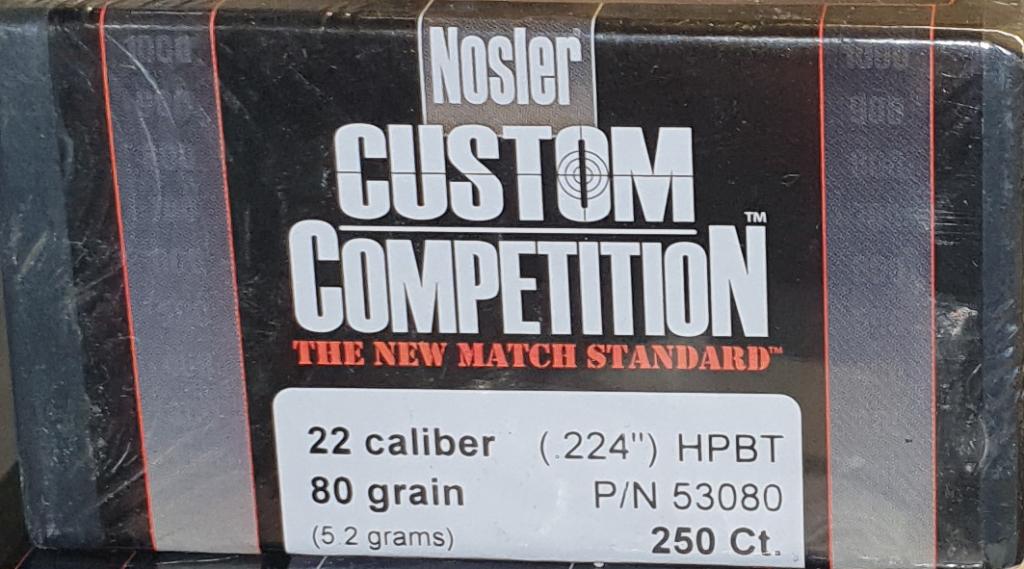 Nosler
CUSTOM
COMPETITION™
THE NEW MATCH STANDARD™
22 caliber (.224") HPBT
80 grain P/N 53080
(5.2 grams) 250 Ct.